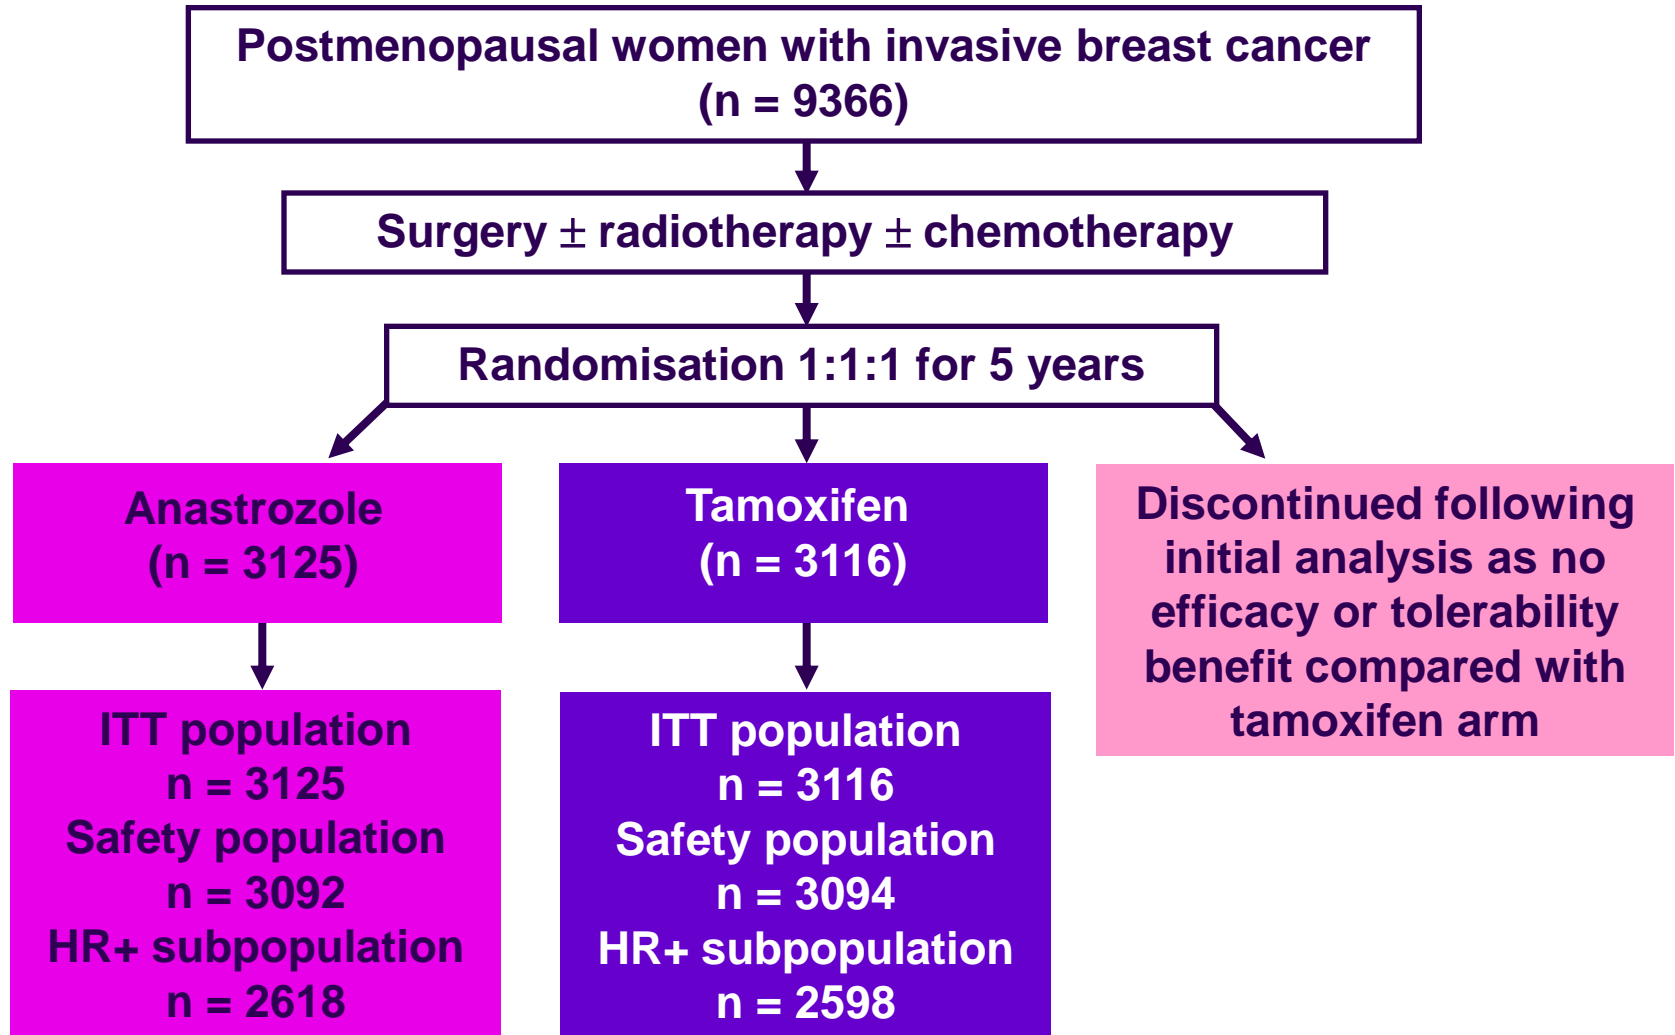 Postmenopausal women with invasive breast cancer
(n = 9366)
Surgery ± radiotherapy ± chemotherapy
Randomisation 1:1:1 for 5 years
Anastrozole
(n = 3125)
Tamoxifen
(n = 3116)
Discontinued following
initial analysis as no
efficacy or tolerability
benefit compared with
tamoxifen arm
ITT population
n = 3125
Safety population
n = 3092
HR+ subpopulation
n = 2618
ITT population
n = 3116
Safety population
n = 3094
HR+ subpopulation
n = 2598